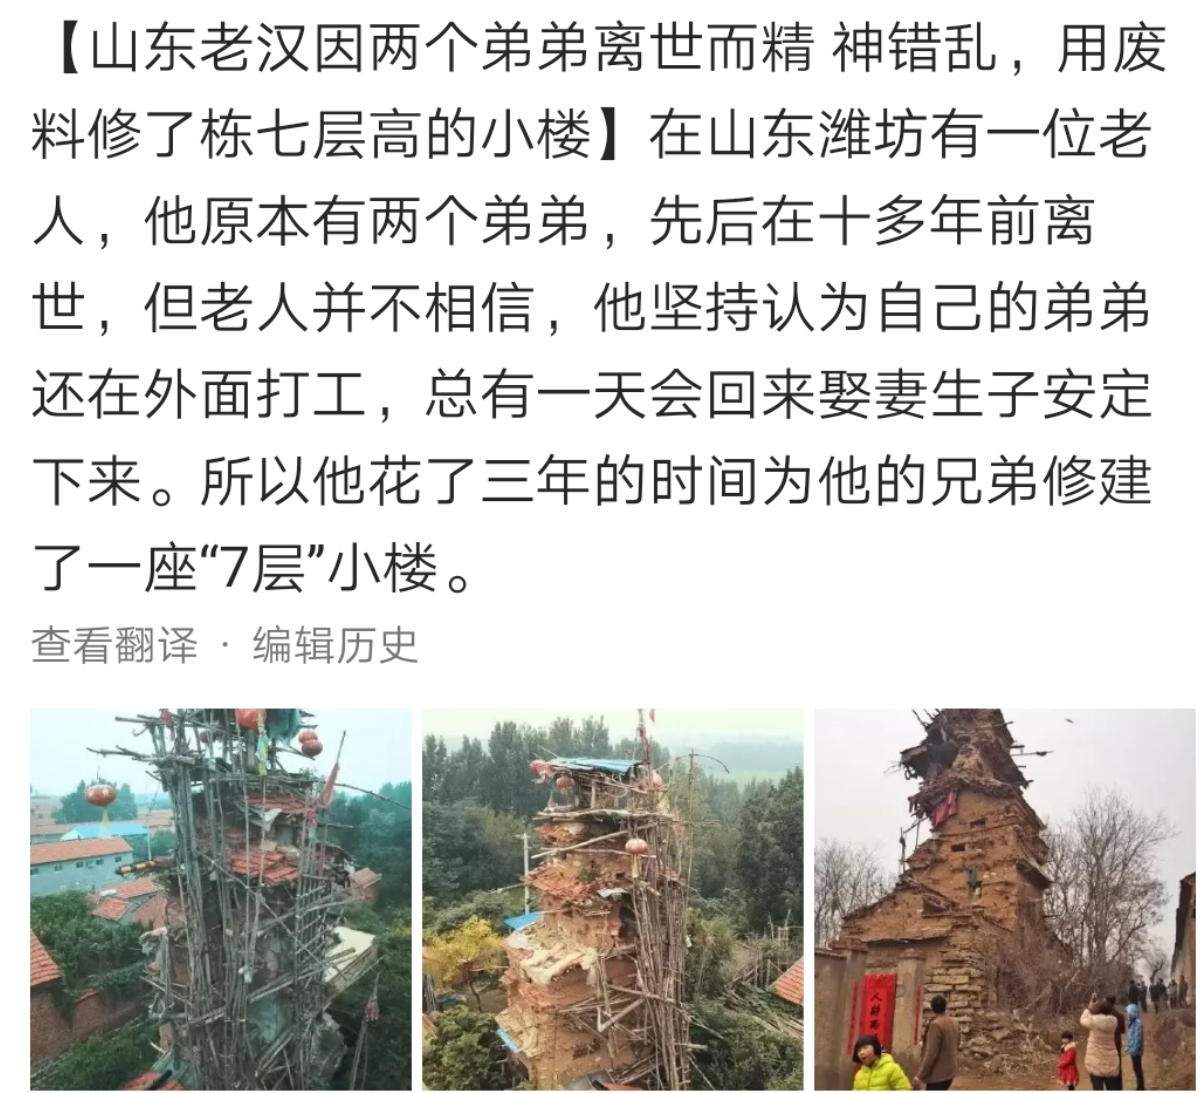 【山东老汉因两个弟弟离世而精 神错乱，用废
料修了栋七层高的小楼】在山东潍坊有一位老
人，他原本有两个弟弟，先后在十多年前离
世，但老人并不相信，他坚持认为自己的弟弟
还在外面打工，总有一天会回来娶妻生子安定
下来。所以他花了三年的时间为他的兄弟修建
了一座“7层”小楼。
查看翻译 · 编辑历史